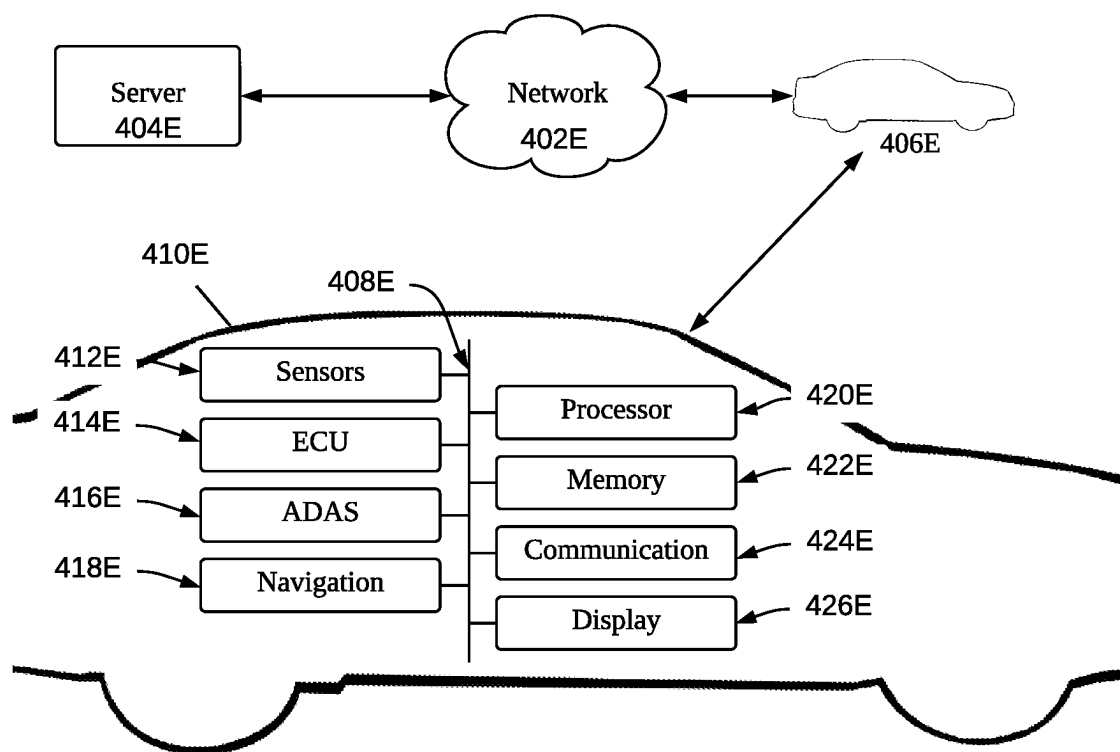 Server
404E
Network
402E
406E
410E
408E
412E
Sensors
Processor
420E
414E
ECU
Memory
422E
416E
ADAS
Communication
424E
418E
Navigation
Display
426E